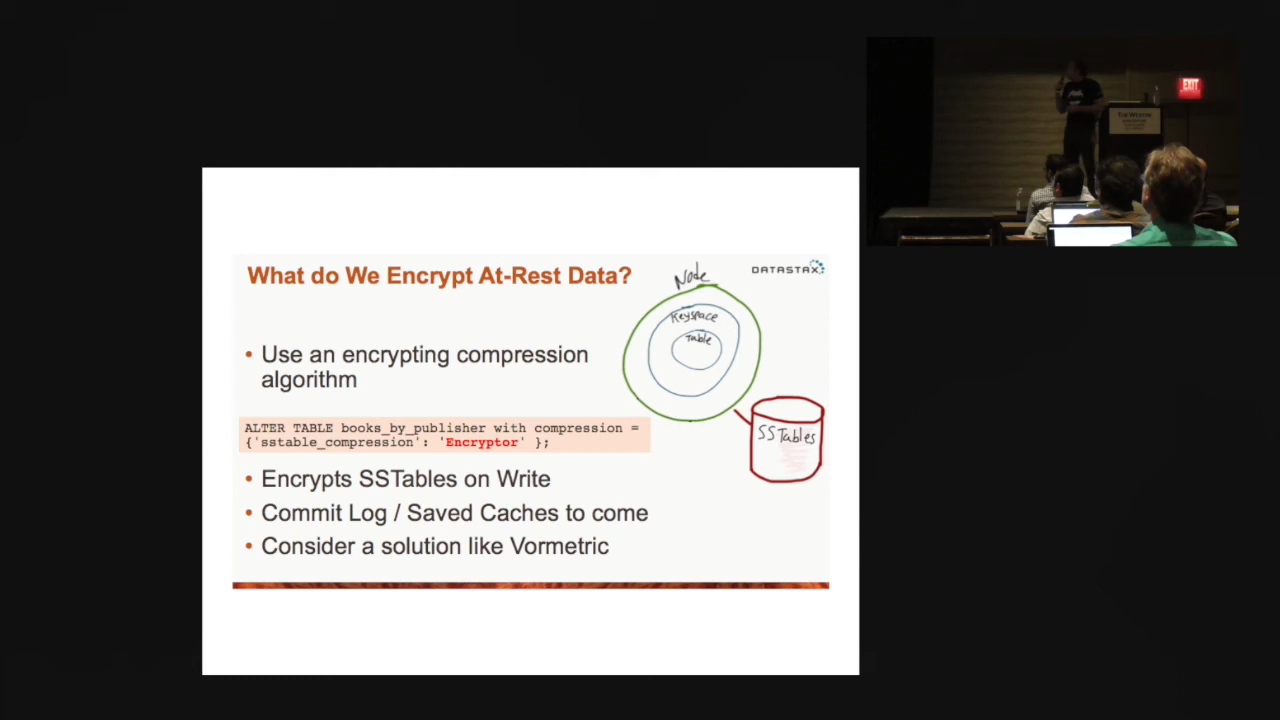 What do We Encrypt At-Rest Data?
DATASTAX
Node
Keyspace
Table
• Use an encrypting compression
algorithm
ALTER TABLE books_by_publisher with compression =
{'sstable_compression': 'Encryptor' };
SSTables
• Encrypts SSTables on Write
• Commit Log / Saved Caches to come
• Consider a solution like Vormetric
EXIT
THE WESTIN